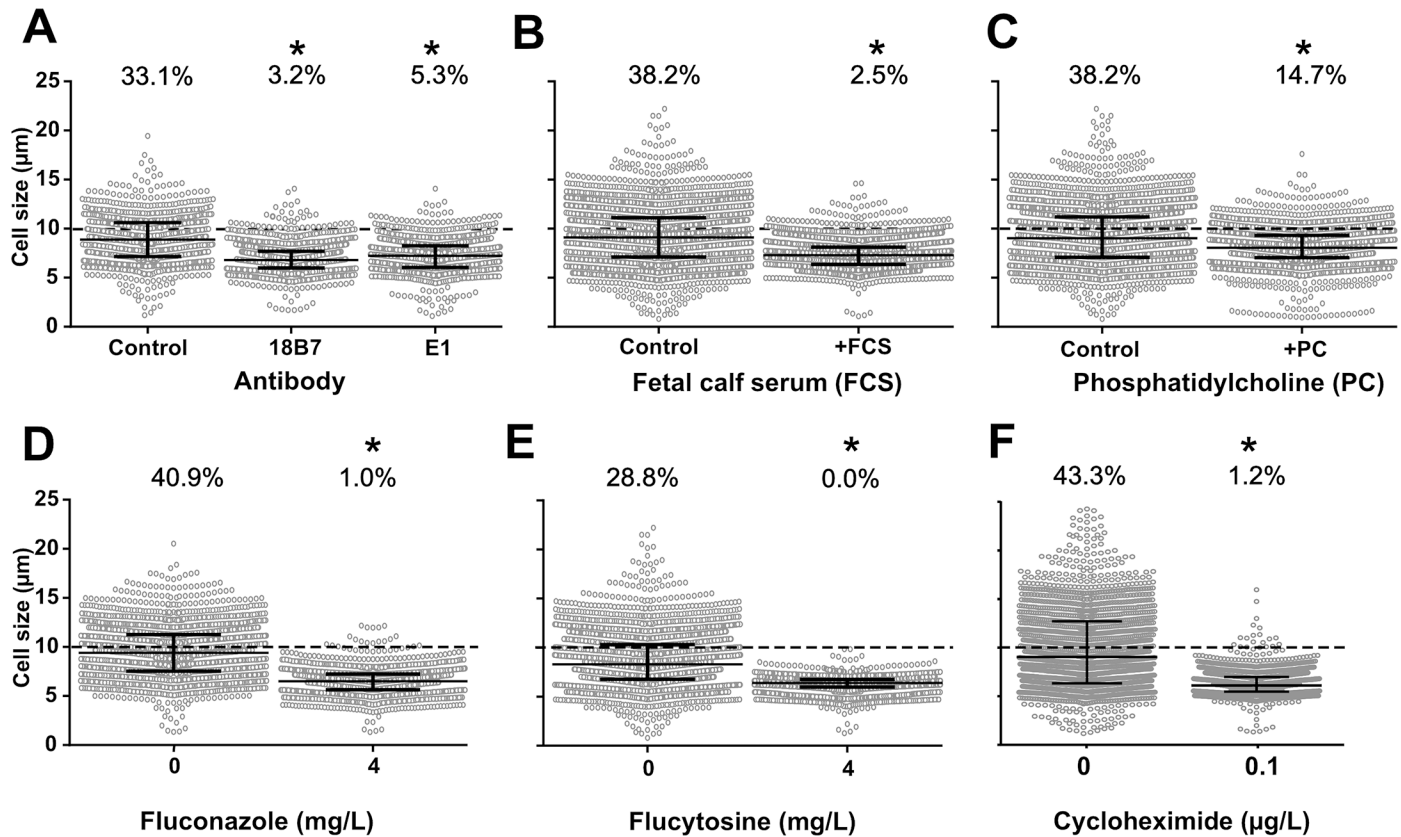 A
* *
33.1% 3.2% 5.3%
25
20
15
10
5
0
Cell size (µm)
Control 18B7 E1
Antibody
B
*
38.2% 2.5%
Control +FCS
Fetal calf serum (FCS)
C
*
38.2% 14.7%
Control +PC
Phosphatidylcholine (PC)
D
*
40.9% 1.0%
25
20
15
10
5
0
Cell size (µm)
0 4
Fluconazole (mg/L)
E
*
28.8% 0.0%
0 4
Flucytosine (mg/L)
F
*
43.3% 1.2%
0 0.1
Cycloheximide (µg/L)